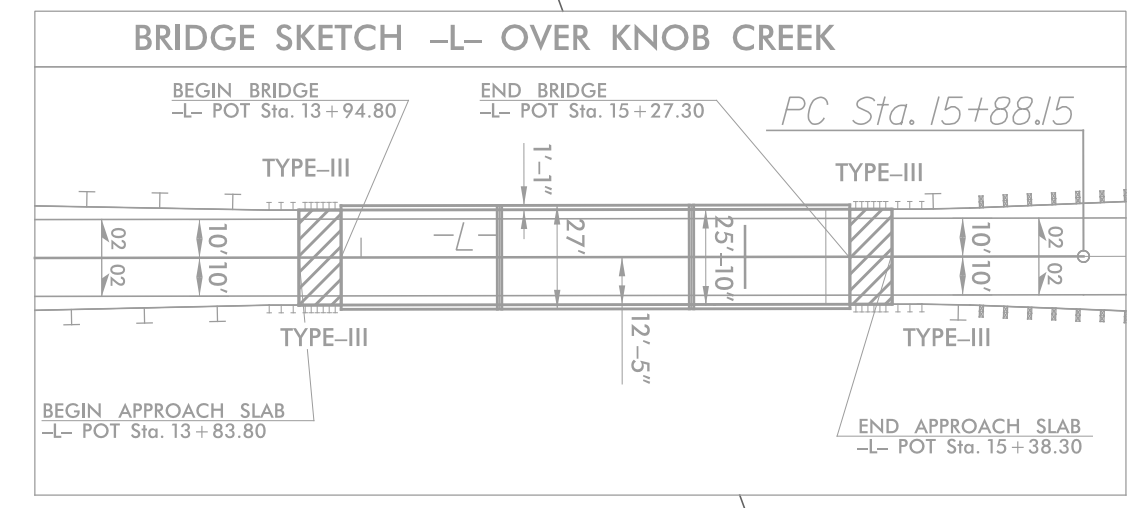 BRIDGE SKETCH –L– OVER KNOB CREEK
BEGIN BRIDGE
–L– POT Sta. 13+94.80
END BRIDGE
–L– POT Sta. 15+27.30
PC Sta. 15+88.15
TYPE–III
TYPE–III
1'–1"
02
02
10'
10'
–L–
27'
25'–10"
12'–5"
10'
10'
02
02
TYPE–III
TYPE–III
BEGIN APPROACH SLAB
–L– POT Sta. 13+83.80
END APPROACH SLAB
–L– POT Sta. 15+38.30